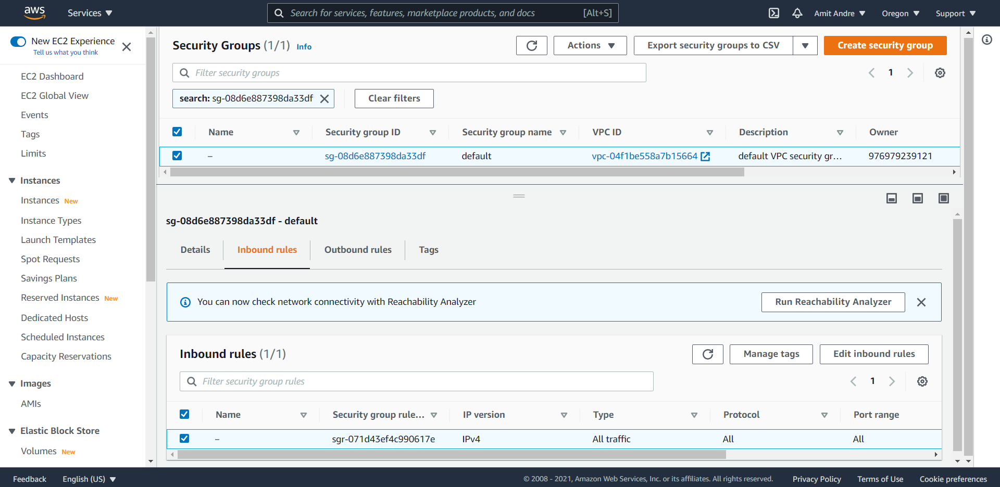 aws
Services
Search for services, features, marketplace products, and docs [Alt+S]
Amit Andre
Oregon
Support
New EC2 Experience
Tell us what you think
EC2 Dashboard
EC2 Global View
Events
Tags
Limits
Instances
Instances New
Instance Types
Launch Templates
Spot Requests
Savings Plans
Reserved Instances New
Dedicated Hosts
Scheduled Instances
Capacity Reservations
Images
AMIs
Elastic Block Store
Volumes New
Security Groups (1/1) Info
Actions
Export security groups to CSV
Create security group
Filter security groups
1
search: sg-08d6e887398da33df
Clear filters
Name Security group ID Security group name VPC ID Description Owner
– sg-08d6e887398da33df default vpc-04f1be558a7b15664 default VPC security gr... 976979239121
sg-08d6e887398da33df - default
Details Inbound rules Outbound rules Tags
You can now check network connectivity with Reachability Analyzer
Run Reachability Analyzer
Inbound rules (1/1)
Manage tags
Edit inbound rules
Filter security group rules
1
Name Security group rule... IP version Type Protocol Port range
– sgr-071d43ef4c990617e IPv4 All traffic All All
Feedback English (US) © 2008 - 2021, Amazon Web Services, Inc. or its affiliates. All rights reserved. Privacy Policy Terms of Use Cookie preferences